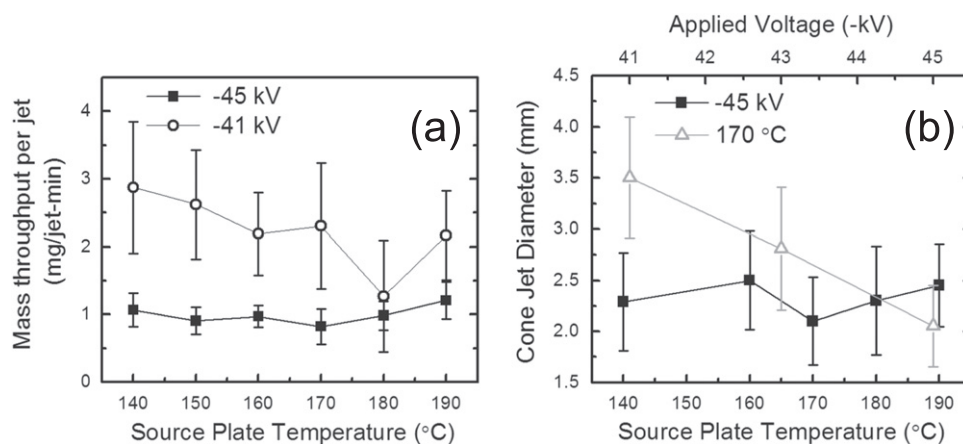 (a)
-45 kV
-41 kV
Mass throughput per jet
(mg/jet-min)
4
3
2
1
0
140 150 160 170 180 190
Source Plate Temperature (°C)
Applied Voltage (-kV)
41 42 43 44 45
(b)
-45 kV
170 °C
Cone Jet Diameter (mm)
4.5
4.0
3.5
3.0
2.5
2.0
1.5
140 150 160 170 180 190
Source Plate Temperature (°C)